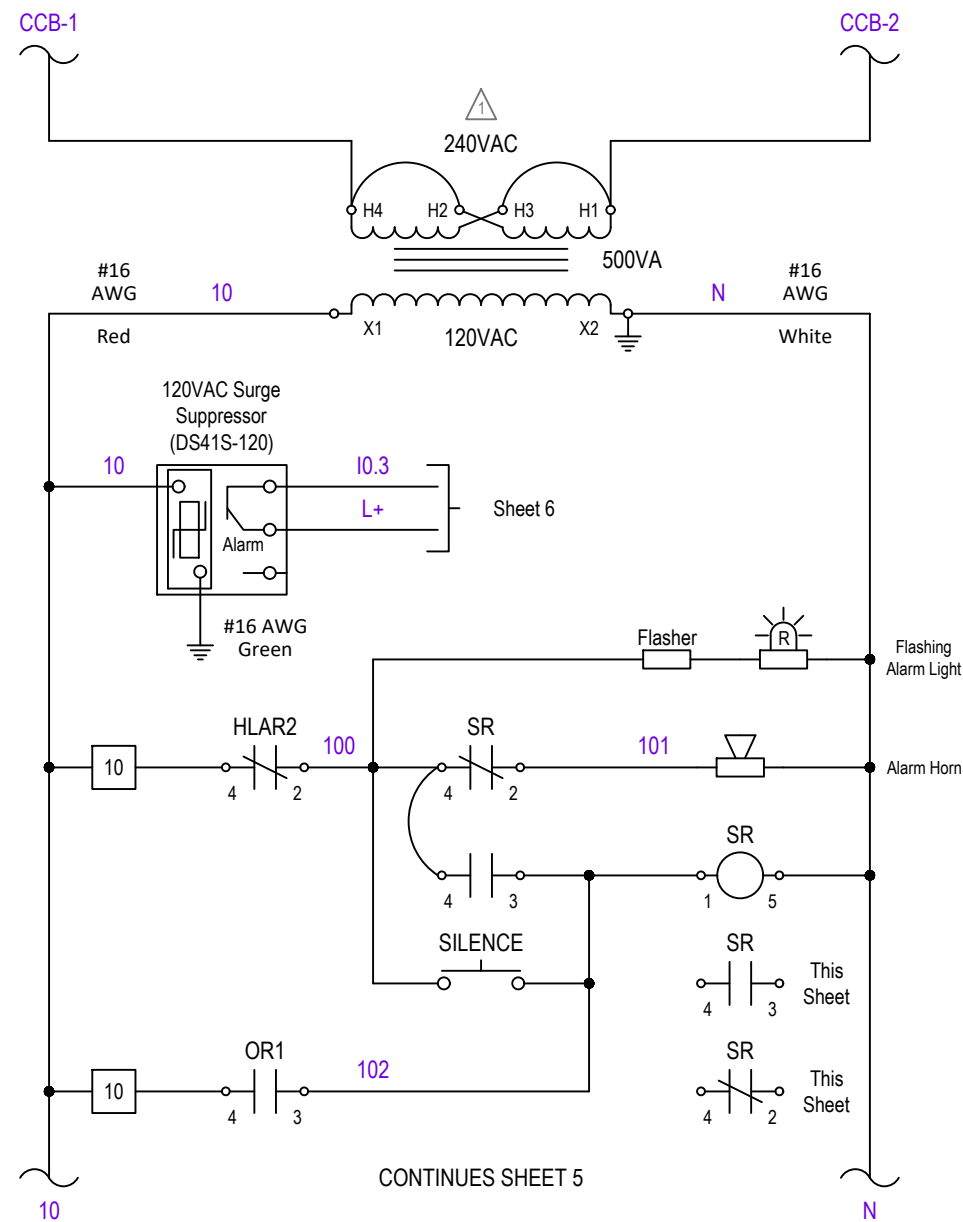 CCB-1
CCB-2
1
240VAC
H4
H2
H3
H1
500VA
#16
AWG
10
N
#16
AWG
Red
X1
120VAC
X2
White
120VAC Surge
Suppressor
(DS41S-120)
10
I0.3
L+
Sheet 6
Alarm
#16 AWG
Green
Flasher
R
Flashing
Alarm Light
HLAR2
100
SR
101
10
4
2
4
2
Alarm Horn
SR
4
3
1
5
SILENCE
SR
4
3
This
Sheet
OR1
102
SR
10
4
3
4
2
This
Sheet
CONTINUES SHEET 5
10
N